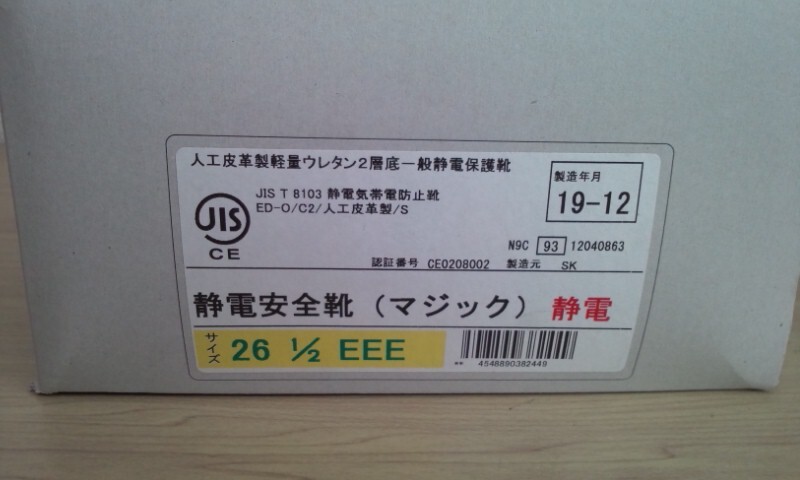 人工皮革製軽量ウレタン2層底一般静電保護靴
JIS T 8103 静電気帯電防止靴
ED-O/C2/人工皮革製/S
JIS
CE
製造年月
19-12
N9C 93 12040863
認証番号 CE0208002 製造元 SK
静電安全靴(マジック) 静電
サイズ 26 ½ EEE
4548890382449